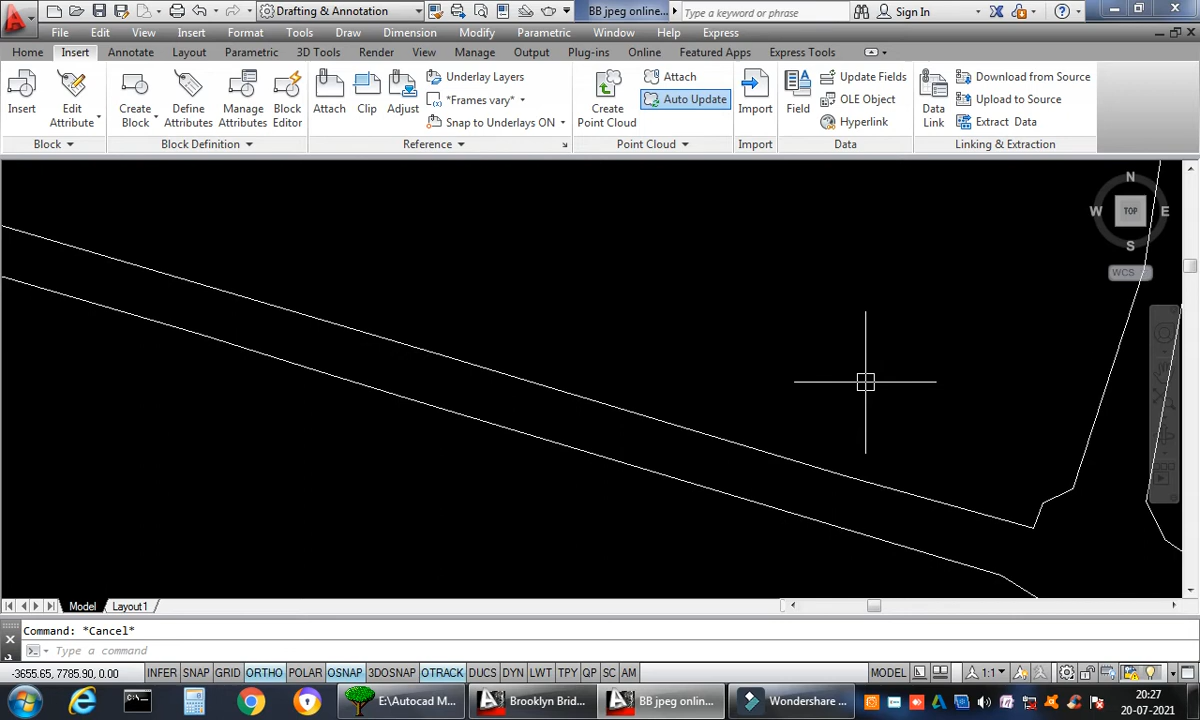 Drafting & Annotation
BB jpeg online...
Type a keyword or phrase
Sign In
File Edit View Insert Format Tools Draw Dimension Modify Parametric Window Help Express
Home Insert Annotate Layout Parametric 3D Tools Render View Manage Output Plug-ins Online Featured Apps Express Tools
Insert
Edit Attribute
Create Block
Define Attributes
Manage Attributes
Block Editor
Attach
Clip
Adjust
Underlay Layers
*Frames vary*
Snap to Underlays ON
Create Point Cloud
Attach
Auto Update
Import
Field
Update Fields
OLE Object
Hyperlink
Data Link
Download from Source
Upload to Source
Extract Data
Block Block Definition Reference Point Cloud Import Data Linking & Extraction
N
W TOP E
S
WCS
Model Layout1
Command: *Cancel*
Type a command
-3655.65, 7785.90, 0.00 INFER SNAP GRID ORTHO POLAR OSNAP 3DOSNAP OTRACK DUCS DYN LWT TPY QP SC AM MODEL 1:1
E:\Autocad M...
Brooklyn Brid...
BB jpeg online...
Wondershare ...
20:27
20-07-2021